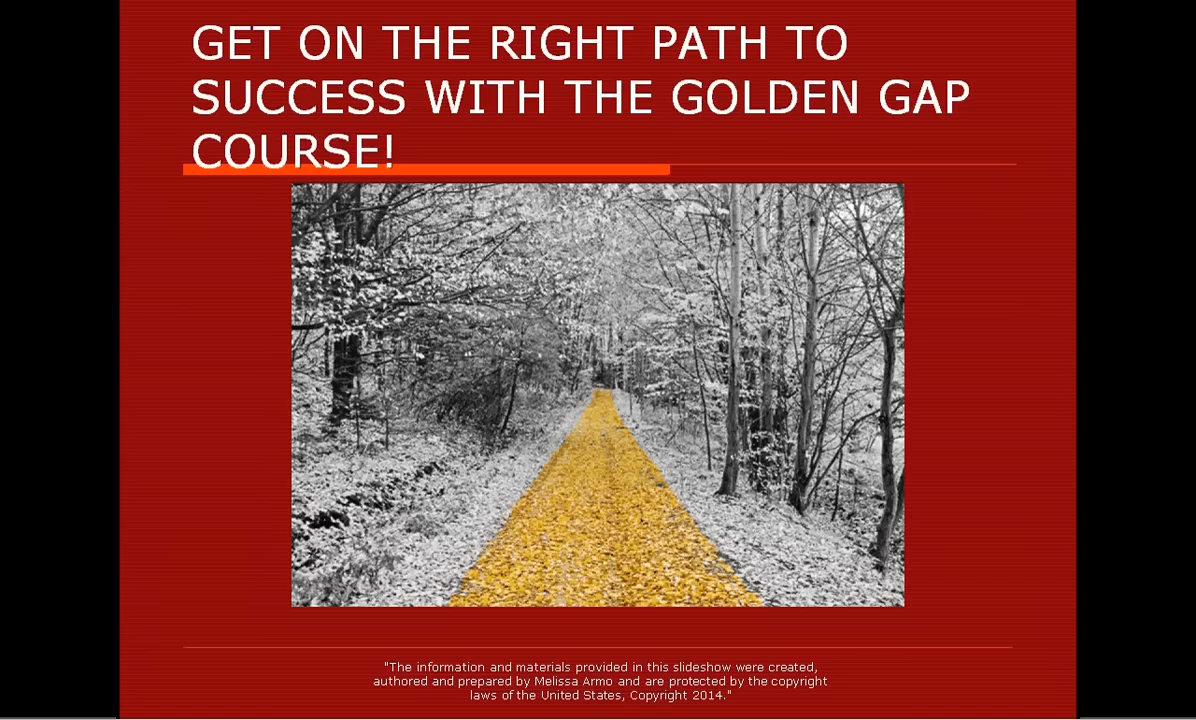 GET ON THE RIGHT PATH TO
SUCCESS WITH THE GOLDEN GAP
COURSE!
"The information and materials provided in this slideshow were created,
authored and prepared by Melissa Armo and are protected by the copyright
laws of the United States, Copyright 2014."